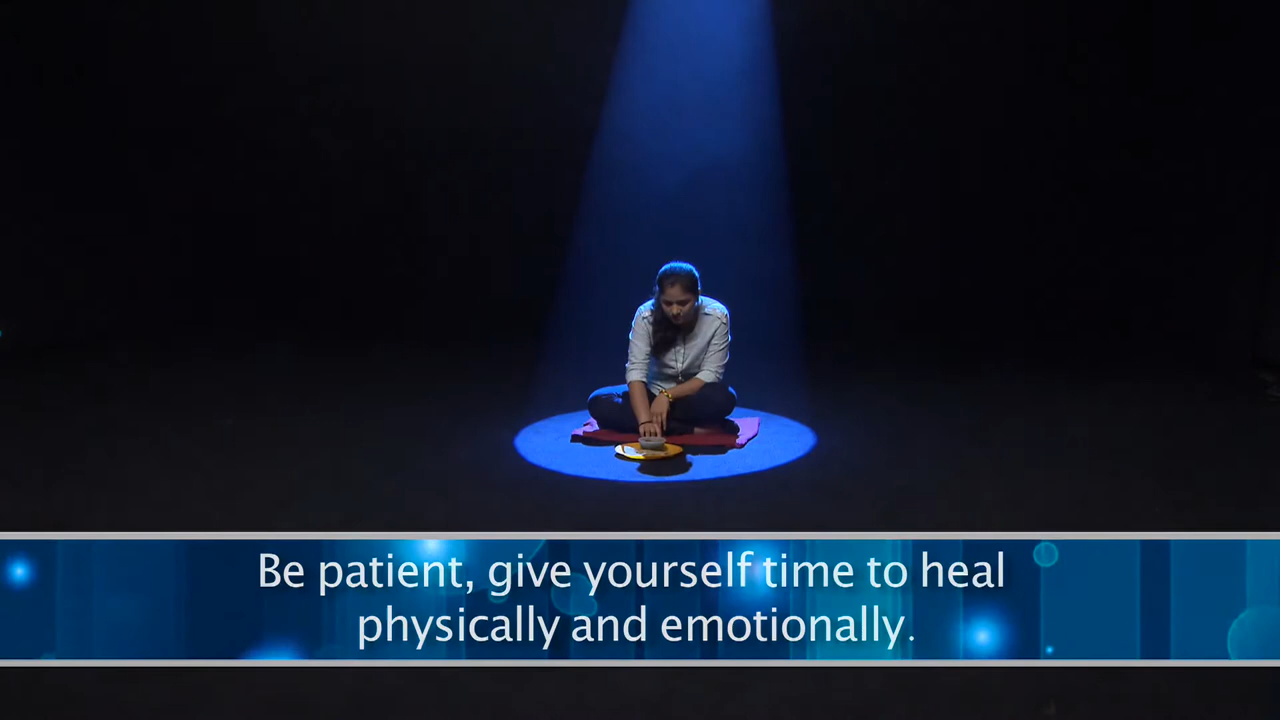 Be patient, give yourself time to heal
physically and emotionally.